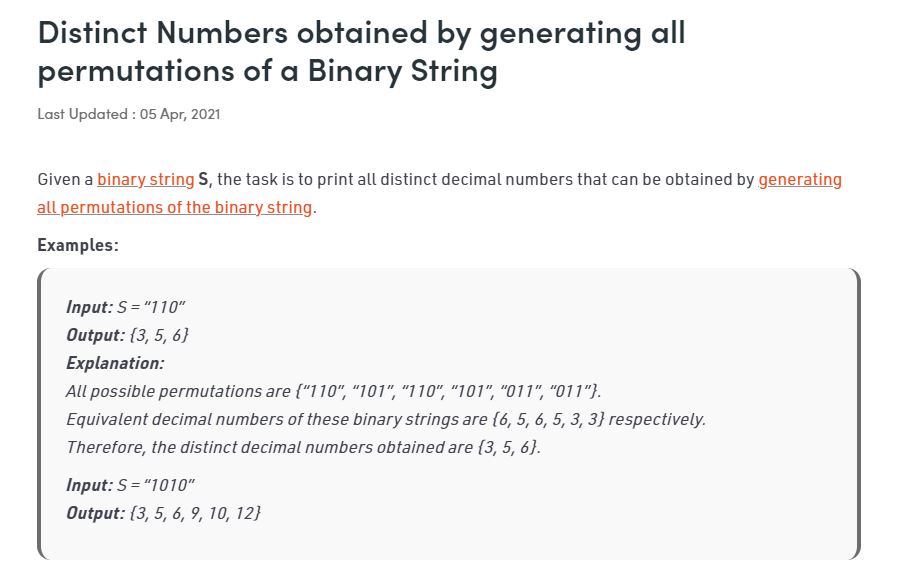 Distinct Numbers obtained by generating all
permutations of a Binary String
Last Updated : 05 Apr, 2021
Given a binary string S, the task is to print all distinct decimal numbers that can be obtained by generating
all permutations of the binary string.
Examples:
Input: S = “110”
Output: {3, 5, 6}
Explanation:
All possible permutations are {“110”, “101”, “110”, “101”, “011”, “011”}.
Equivalent decimal numbers of these binary strings are {6, 5, 6, 5, 3, 3} respectively.
Therefore, the distinct decimal numbers obtained are {3, 5, 6}.
Input: S = “1010”
Output: {3, 5, 6, 9, 10, 12}